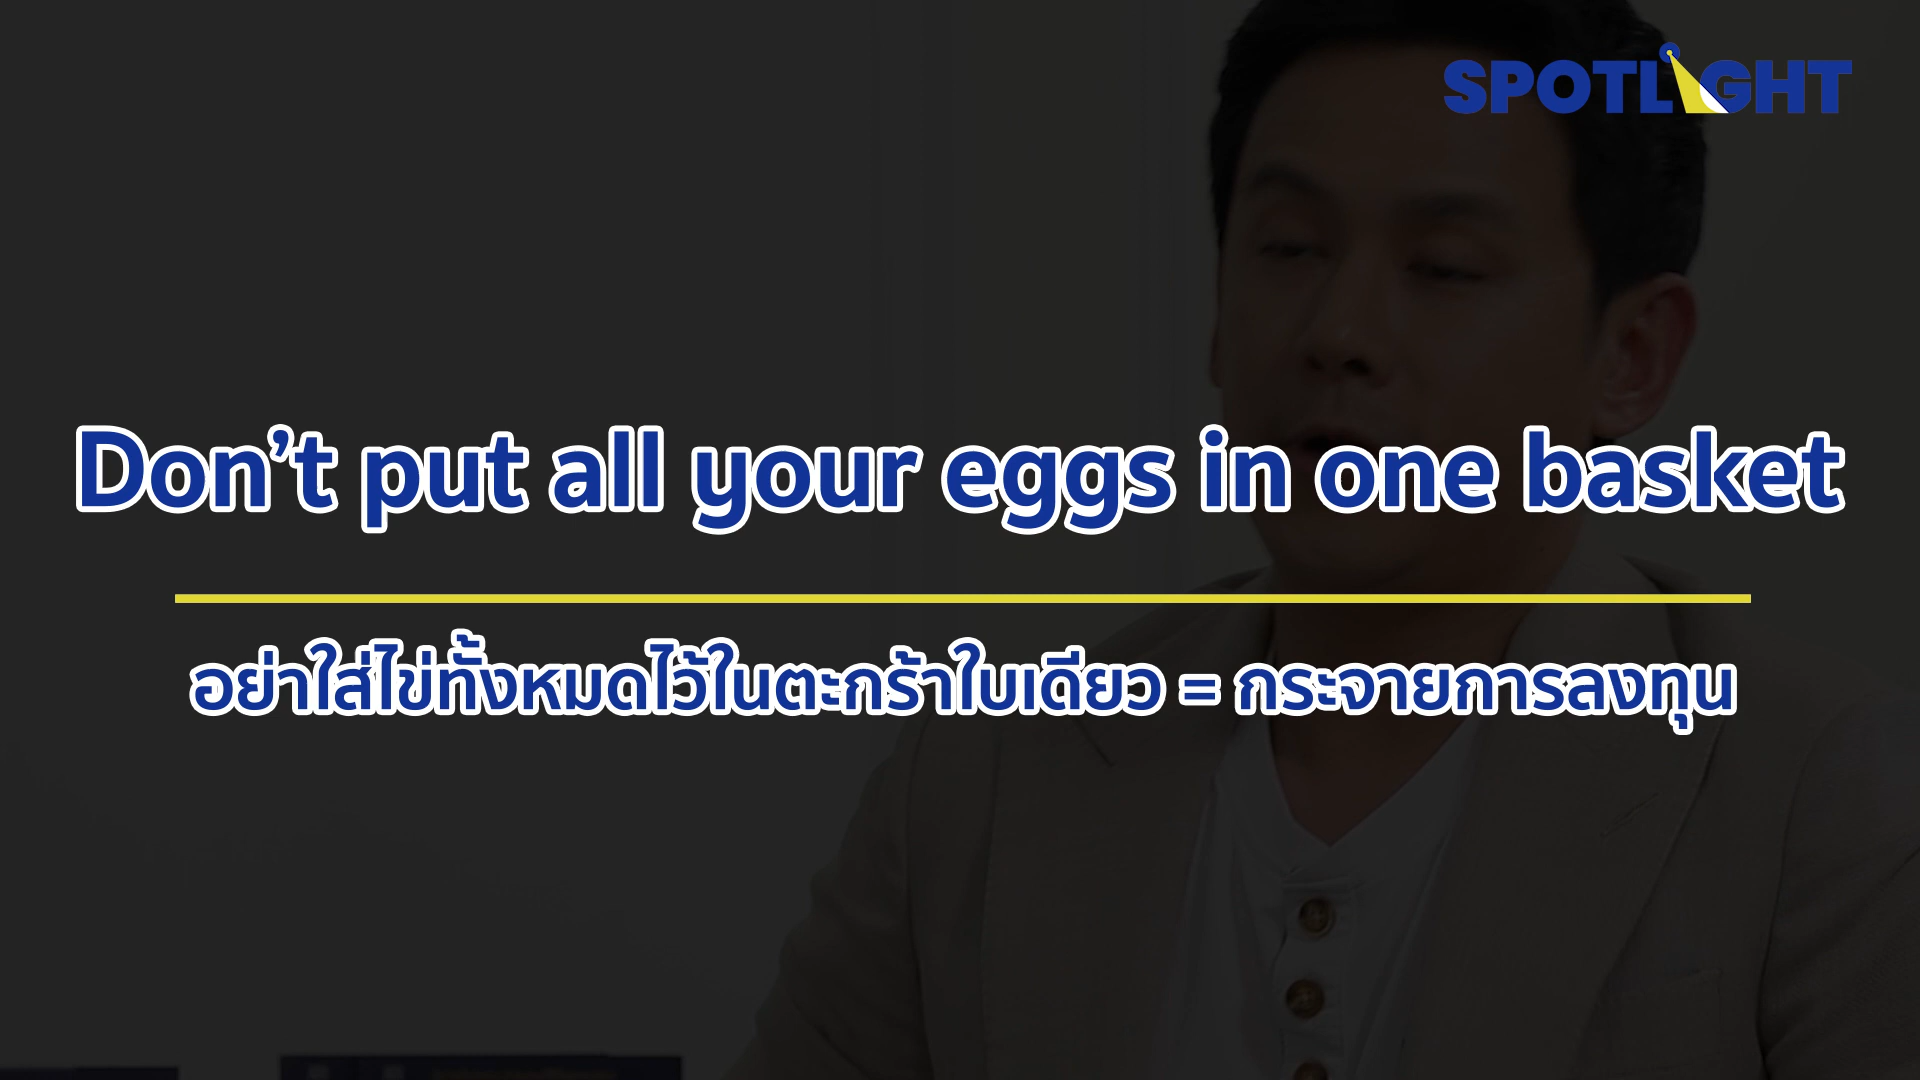 SPOTLIGHT
Don’t put all your eggs in one basket
อย่าใส่ไข่ทั้งหมดไว้ในตะกร้าใบเดียว = กระจายการลงทุน